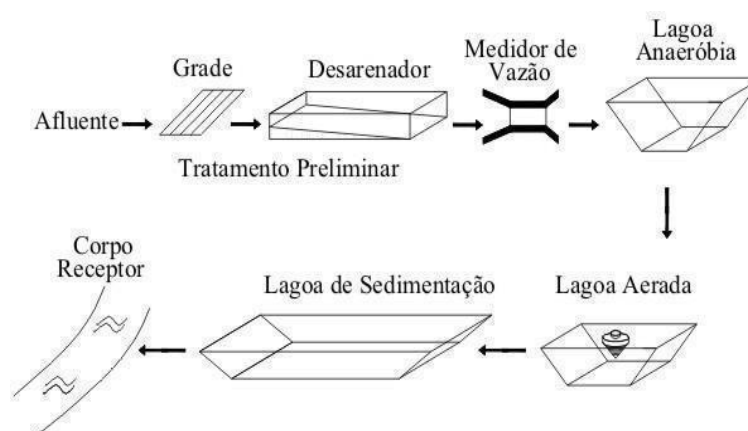 Afluente
Grade
Desarenador
Medidor de
Vazão
Lagoa
Anaeróbia
Tratamento Preliminar
Corpo
Receptor
Lagoa de Sedimentação
Lagoa Aerada